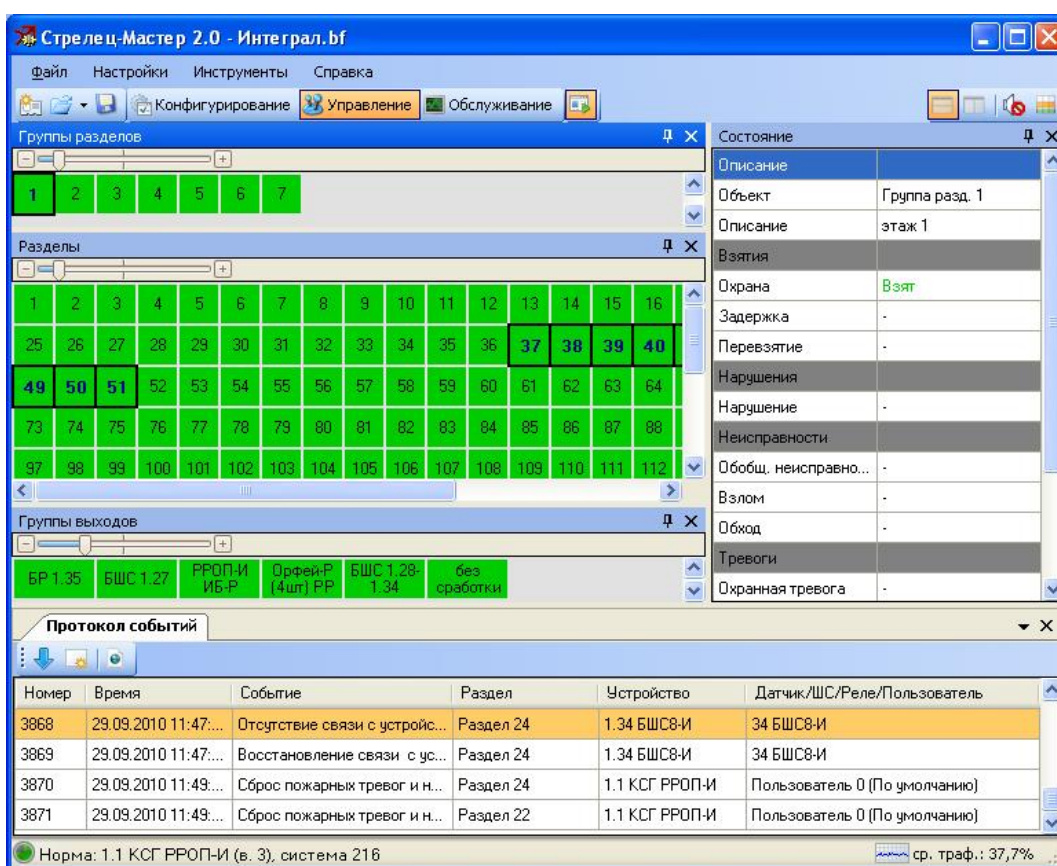 Стрелец-Мастер 2.0 - Интеграл.bf
Файл Настройки Инструменты Справка
Конфигурирование Управление Обслуживание
Группы разделов
1 2 3 4 5 6 7
Разделы
1 2 3 4 5 6 7 8 9 10 11 12 13 14 15 16
25 26 27 28 29 30 31 32 33 34 35 36 37 38 39 40
49 50 51 52 53 54 55 56 57 58 59 60 61 62 63 64
73 74 75 76 77 78 79 80 81 82 83 84 85 86 87 88
97 98 99 100 101 102 103 104 105 106 107 108 109 110 111 112
Группы выходов
БР 1.35 БШС 1.27 РРОП-И ИБ-Р Орфей-Р (4шт) РР БШС 1.28-1.34 без сработки
Состояние
Описание
Объект Группа разд. 1
Описание этаж 1
Взятия
Охрана Взят
Задержка -
Перевзятие -
Нарушения
Нарушение -
Неисправности
Обобщ. неисправно... -
Взлом -
Обход -
Тревоги
Охранная тревога -
Протокол событий
Номер Время Событие Раздел Устройство Датчик/ШС/Реле/Пользователь
3868 29.09.2010 11:47:... Отсутствие связи с устройс... Раздел 24 1.34 БШС8-И 34 БШС8-И
3869 29.09.2010 11:47:... Восстановление связи с ус... Раздел 24 1.34 БШС8-И 34 БШС8-И
3870 29.09.2010 11:49:... Сброс пожарных тревог и н... Раздел 24 1.1 КСГ РРОП-И Пользователь 0 (По умолчанию)
3871 29.09.2010 11:49:... Сброс пожарных тревог и н... Раздел 22 1.1 КСГ РРОП-И Пользователь 0 (По умолчанию)
Норма: 1.1 КСГ РРОП-И (в. 3), система 216 ср. траф.: 37,7%